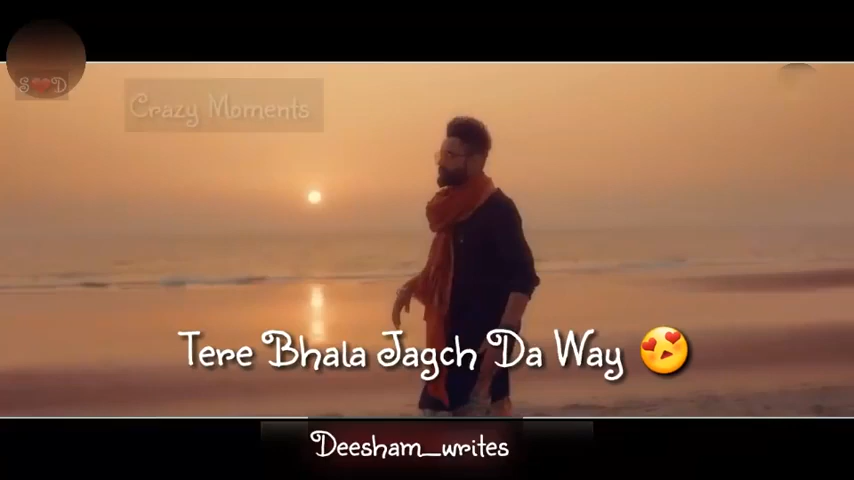 S❤️D
Crazy Moments
Tere Bhala Jagch Da Way 😍
Deesham_writes